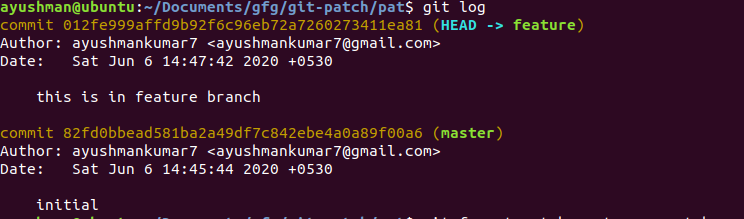 ayushman@ubuntu:~/Documents/gfg/git-patch/pat$ git log
commit 012fe999affd9b92f6c96eb72a7260273411ea81 (HEAD -> feature)
Author: ayushmankumar7 <ayushmankumar7@gmail.com>
Date:   Sat Jun 6 14:47:42 2020 +0530
    this is in feature branch
commit 82fd0bbead581ba2a49df7c842ebe4a0a89f00a6 (master)
Author: ayushmankumar7 <ayushmankumar7@gmail.com>
Date:   Sat Jun 6 14:45:44 2020 +0530
    initial